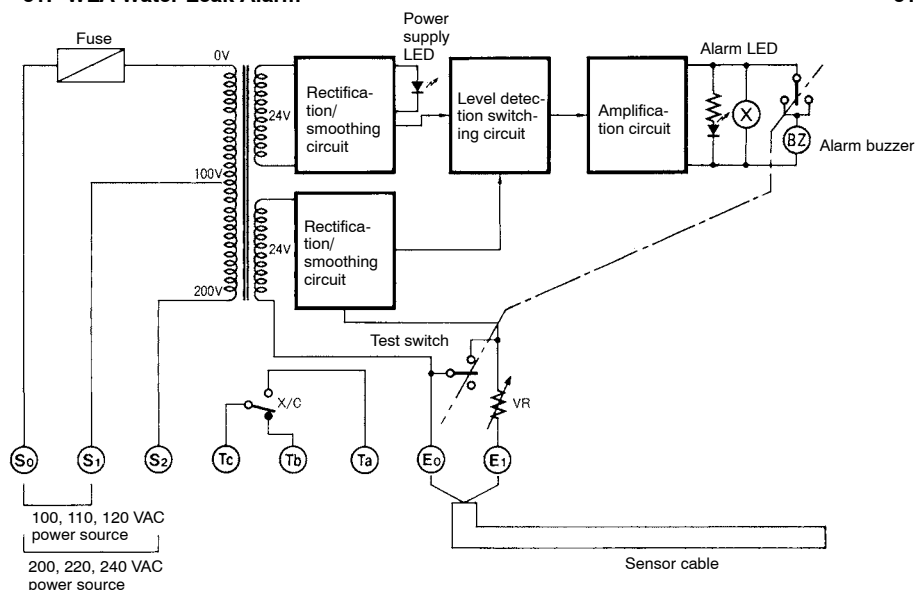 Fuse
0V
100V
200V
24V
24V
Rectifica-
tion/
smoothing
circuit
Rectifica-
tion/
smoothing
circuit
Power
supply
LED
Level detec-
tion switch-
ing circuit
Amplifica-
tion circuit
Alarm LED
X
BZ
Alarm buzzer
Test switch
X/C
VR
S0
S1
S2
Tc
Tb
Ta
E0
E1
100, 110, 120 VAC
power source
200, 220, 240 VAC
power source
Sensor cable